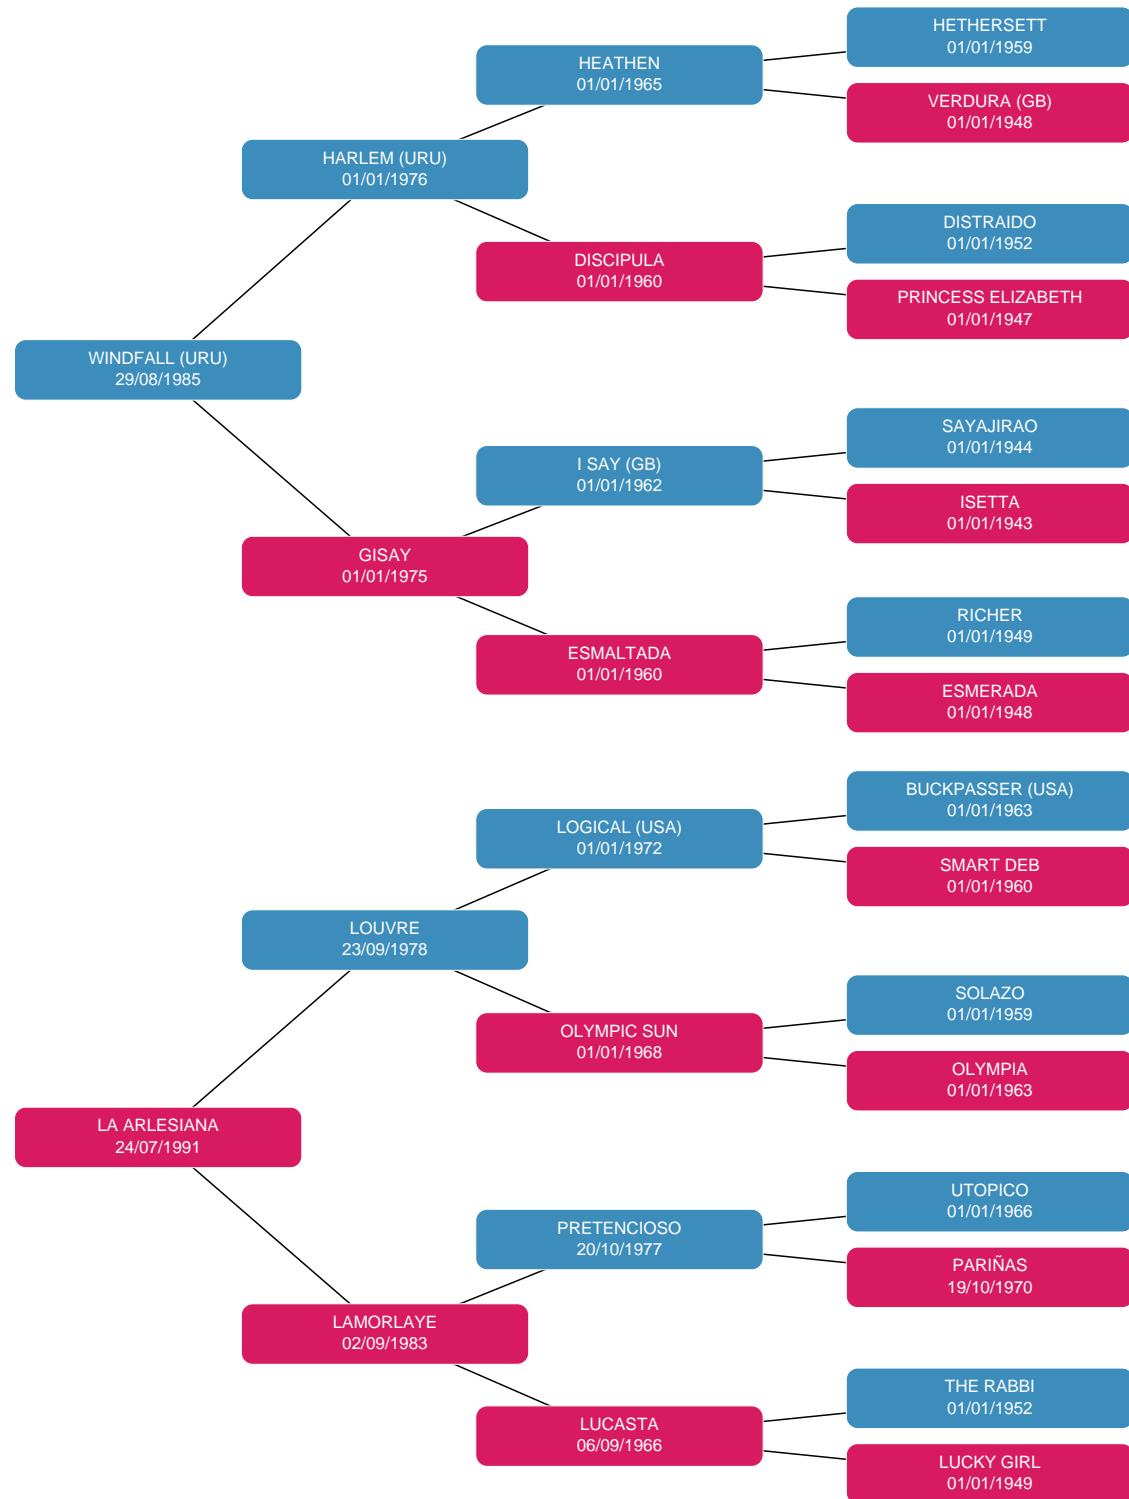 HETHERSETT
01/01/1959
HEATHEN
01/01/1965
VERDURA (GB)
01/01/1948
HARLEM (URU)
01/01/1976
DISTRAIDO
01/01/1952
DISCIPULA
01/01/1960
PRINCESS ELIZABETH
01/01/1947
WINDFALL (URU)
29/08/1985
SAYAJIRAO
01/01/1944
I SAY (GB)
01/01/1962
ISETTA
01/01/1943
GISAY
01/01/1975
RICHER
01/01/1949
ESMALTADA
01/01/1960
ESMERADA
01/01/1948
BUCKPASSER (USA)
01/01/1963
LOGICAL (USA)
01/01/1972
SMART DEB
01/01/1960
LOUVRE
23/09/1978
SOLAZO
01/01/1959
OLYMPIC SUN
01/01/1968
OLYMPIA
01/01/1963
LA ARLESIANA
24/07/1991
UTOPICO
01/01/1966
PRETENCIOSO
20/10/1977
PARIÑAS
19/10/1970
LAMORLAYE
02/09/1983
THE RABBI
01/01/1952
LUCASTA
06/09/1966
LUCKY GIRL
01/01/1949